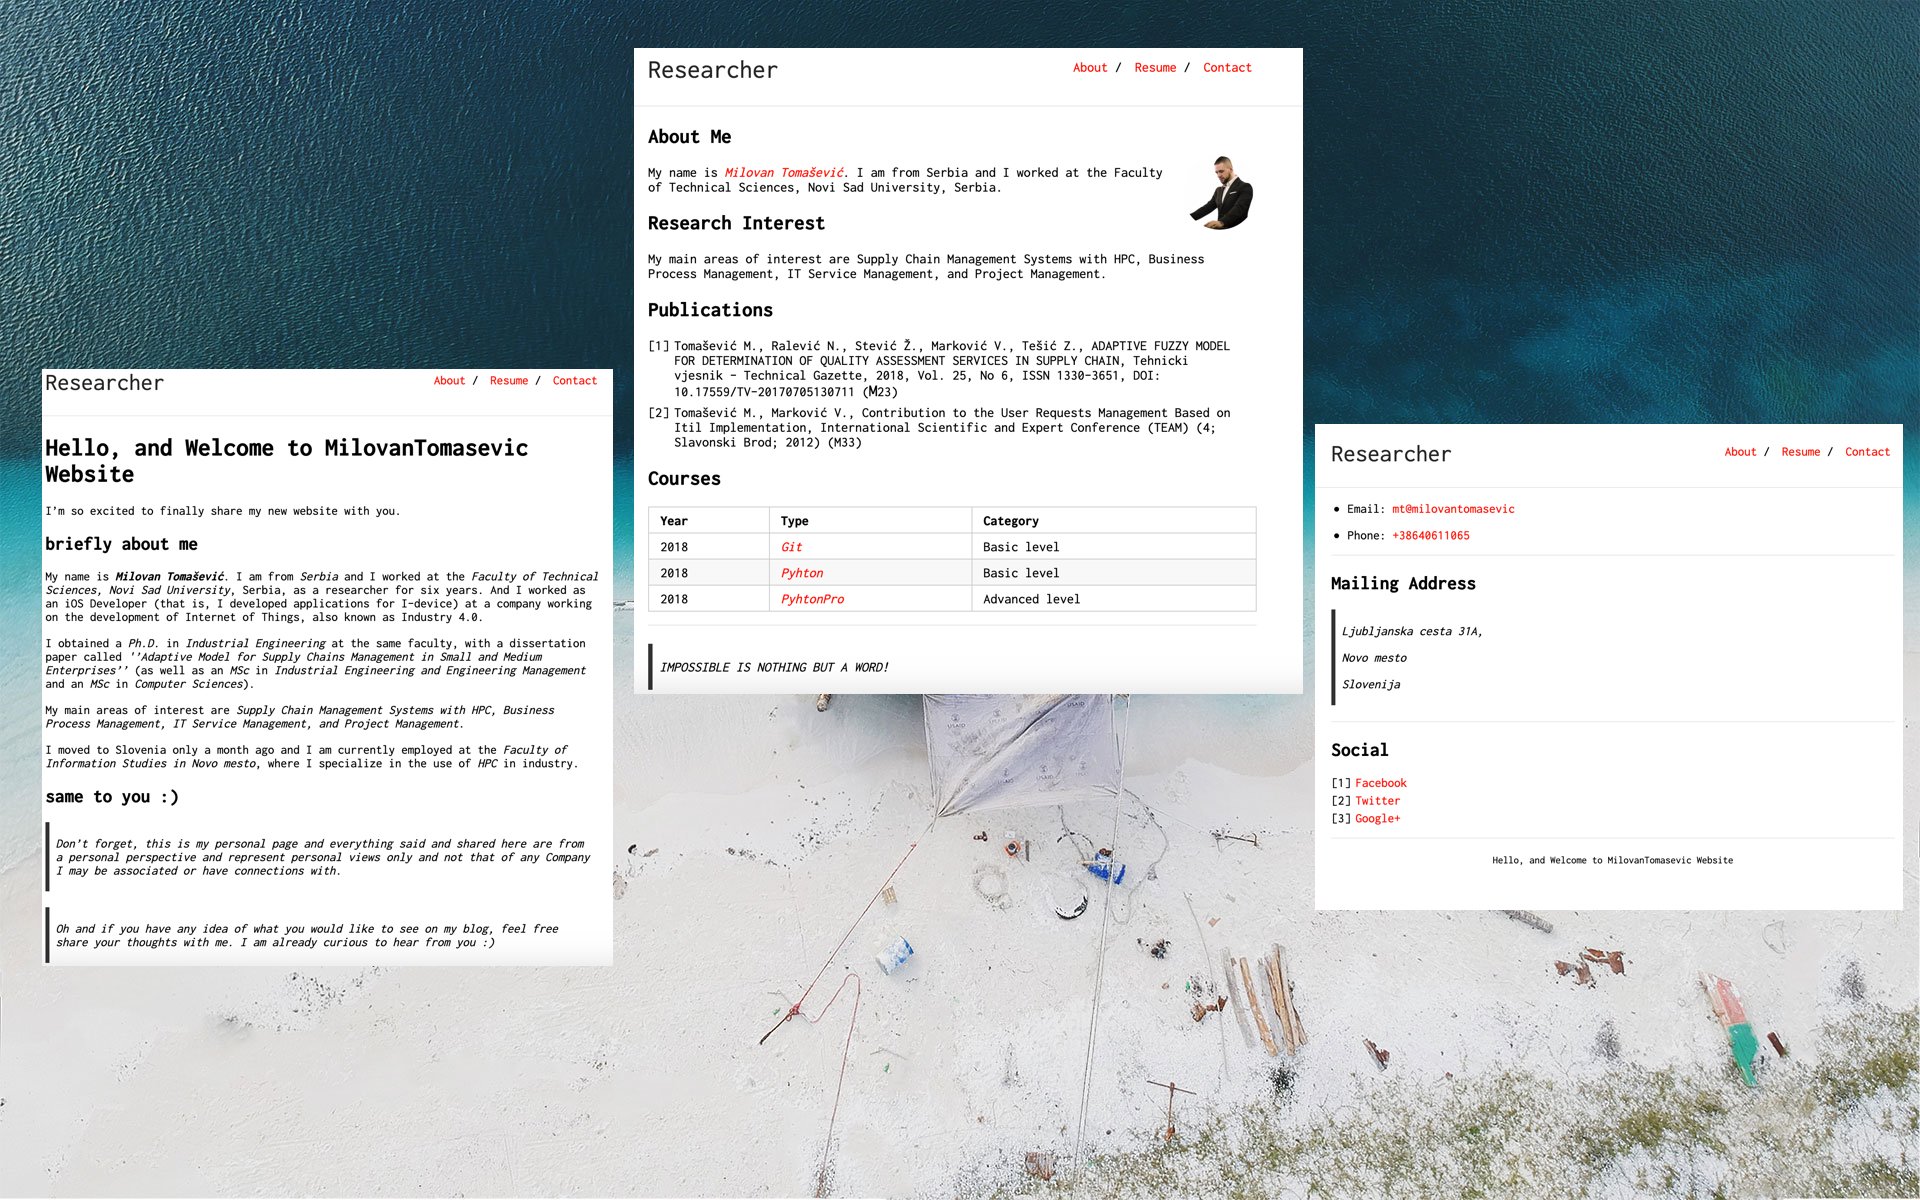 Researcher
About / Resume / Contact
Hello, and Welcome to MilovanTomasevic
Website
I'm so excited to finally share my new website with you.
briefly about me
My name is Milovan Tomašević. I am from Serbia and I worked at the Faculty of Technical
Sciences, Novi Sad University, Serbia, as a researcher for six years. And I worked as
an iOS Developer (that is, I developed applications for I-device) at a company working
on the development of Internet of Things, also known as Industry 4.0.
I obtained a Ph.D. in Industrial Engineering at the same faculty, with a dissertation
paper called ''Adaptive Model for Supply Chains Management in Small and Medium
Enterprises'' (as well as an MSc in Industrial Engineering and Engineering Management
and an MSc in Computer Sciences).
My main areas of interest are Supply Chain Management Systems with HPC, Business
Process Management, IT Service Management, and Project Management.
I moved to Slovenia only a month ago and I am currently employed at the Faculty of
Information Studies in Novo mesto, where I specialize in the use of HPC in industry.
same to you :)
Don't forget, this is my personal page and everything said and shared here are from
a personal perspective and represent personal views only and not that of any Company
I may be associated or have connections with.
Oh and if you have any idea of what you would like to see on my blog, feel free
share your thoughts with me. I am already curious to hear from you :)
Researcher
About / Resume / Contact
About Me
My name is Milovan Tomašević. I am from Serbia and I worked at the Faculty
of Technical Sciences, Novi Sad University, Serbia.
Research Interest
My main areas of interest are Supply Chain Management Systems with HPC, Business
Process Management, IT Service Management, and Project Management.
Publications
[1] Tomašević M., Ralević N., Stević Ž., Marković V., Tešić Z., ADAPTIVE FUZZY MODEL
FOR DETERMINATION OF QUALITY ASSESSMENT SERVICES IN SUPPLY CHAIN, Tehnicki
vjesnik - Technical Gazette, 2018, Vol. 25, No 6, ISSN 1330-3651, DOI:
10.17559/TV-20170705130711 (M23)
[2] Tomašević M., Marković V., Contribution to the User Requests Management Based on
Itil Implementation, International Scientific and Expert Conference (TEAM) (4;
Slavonski Brod; 2012) (M33)
Courses
Year Type Category
2018 Git Basic level
2018 Pyhton Basic level
2018 PyhtonPro Advanced level
IMPOSSIBLE IS NOTHING BUT A WORD!
Researcher
About / Resume / Contact
• Email: mt@milovantomasevic
• Phone: +38640611065
Mailing Address
Ljubljanska cesta 31A,
Novo mesto
Slovenija
Social
[1] Facebook
[2] Twitter
[3] Google+
Hello, and Welcome to MilovanTomasevic Website
USAID
USAID
USAID